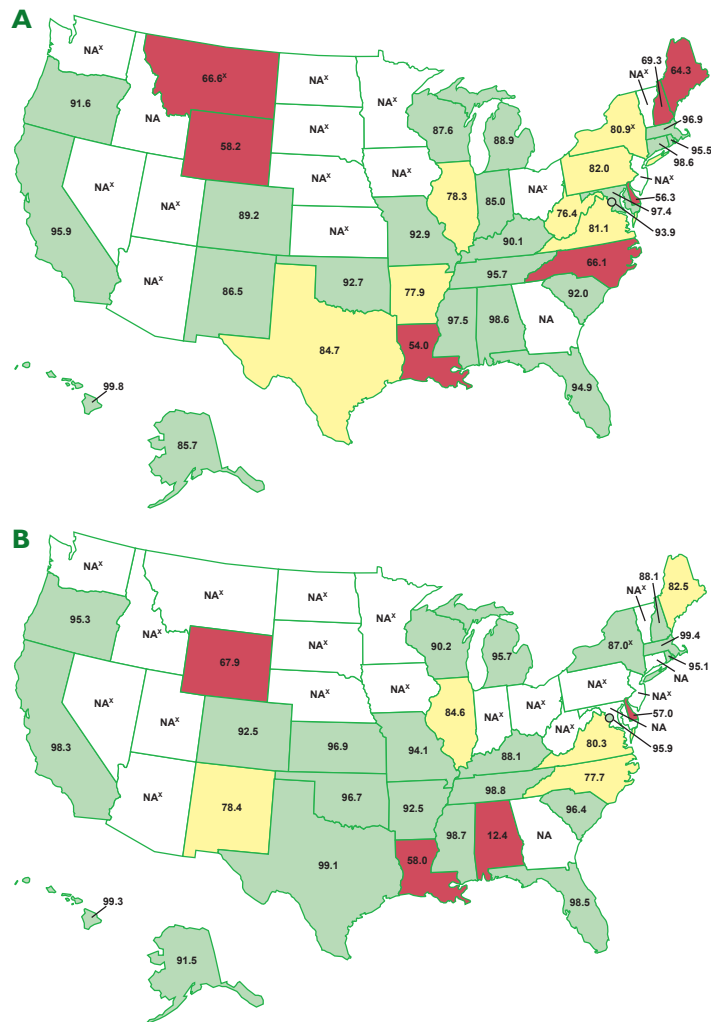 A
NAˣ
66.6ˣ
NAˣ
NAˣ
69.3
64.3
NAˣ
91.6
NA
58.2
NAˣ
87.6
88.9
80.9ˣ
96.9
95.5
98.6
82.0
NAˣ
56.3
97.4
93.9
NAˣ
NAˣ
NAˣ
NAˣ
NAˣ
78.3
85.0
NAˣ
76.4
81.1
95.9
89.2
NAˣ
92.9
90.1
66.1
NAˣ
86.5
92.7
77.9
95.7
92.0
84.7
54.0
97.5
98.6
NA
94.9
99.8
85.7
B
NAˣ
NAˣ
NAˣ
NAˣ
88.1
82.5
NAˣ
95.3
NAˣ
67.9
NAˣ
90.2
95.7
87.0ˣ
99.4
95.1
NA
NAˣ
NAˣ
57.0
NA
95.9
NAˣ
NAˣ
NAˣ
NAˣ
84.6
NAˣ
NAˣ
NAˣ
80.3
98.3
92.5
96.9
94.1
88.1
77.7
NAˣ
78.4
96.7
92.5
98.8
96.4
99.1
58.0
98.7
12.4
NA
98.5
99.3
91.5